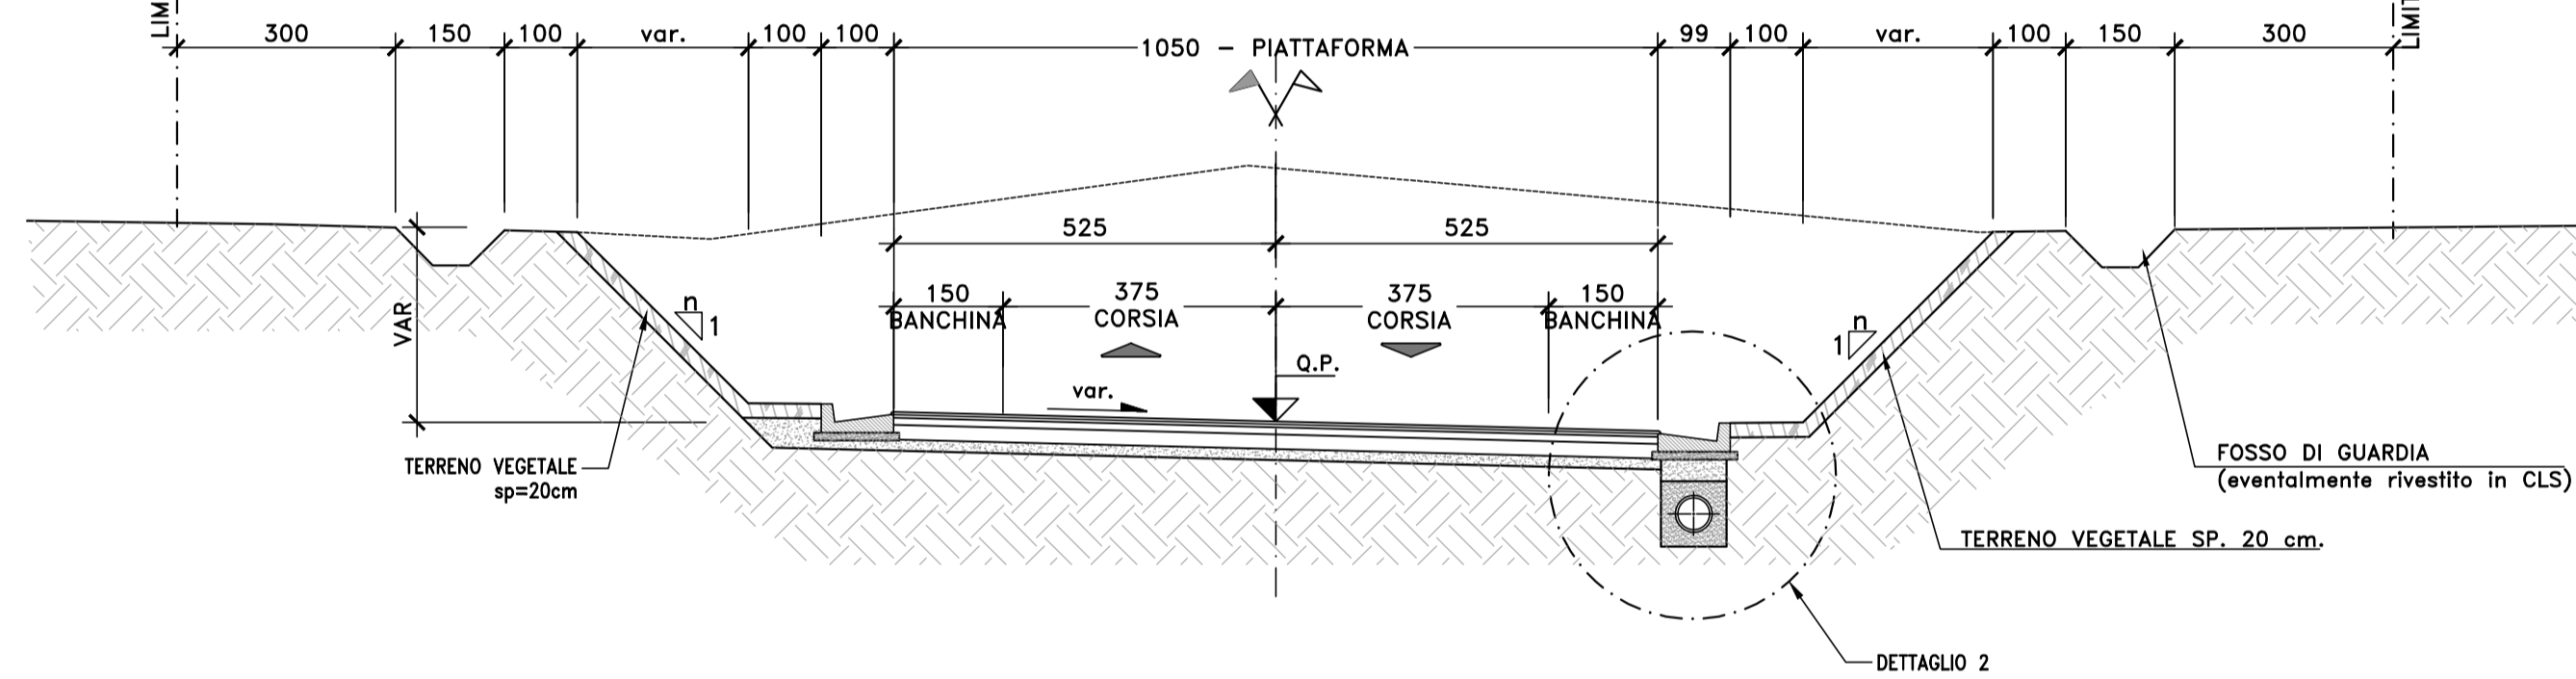 LIM
LIMIT
300
150
100
var.
100
100
1050 - PIATTAFORMA
99
100
var.
100
150
300
525
525
150
BANCHINA
375
CORSIA
375
CORSIA
150
BANCHINA
n
1
n
1
VAR
var.
Q.P.
TERRENO VEGETALE
sp=20cm
FOSSO DI GUARDIA
(eventalmente rivestito in CLS)
TERRENO VEGETALE SP. 20 cm.
DETTAGLIO 2